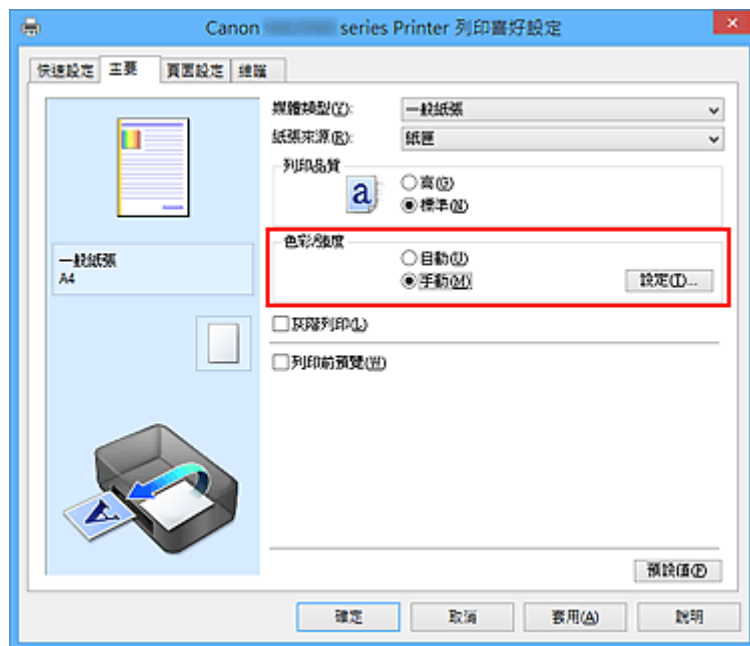 Canon series Printer 列印喜好設定
快速設定 主要 頁面設定 維護
媒體類型(Y): 一般紙張
紙張來源(R): 紙匣
列印品質
高(G)
標準(N)
色彩/強度
自動(U)
手動(M) 設定(T)...
一般紙張
A4
灰階列印(L)
列印前預覽(W)
預設值(F)
確定 取消 套用(A) 說明